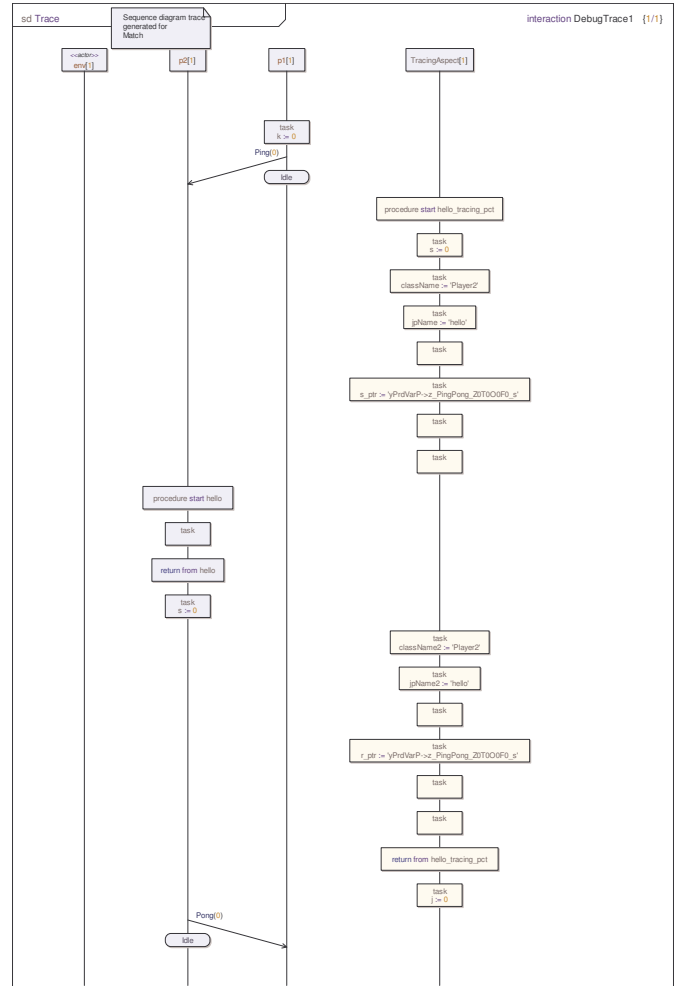 sd Trace
Sequence diagram trace
generated for
Match
interaction DebugTrace1 {1/1}
<<actor>>
env[1]
p2[1]
p1[1]
TracingAspect[1]
task
k := 0
Ping(0)
Idle
procedure start hello_tracing_pct
task
s := 0
task
className := 'Player2'
task
jpName := 'hello'
task
task
s_ptr := 'yPrdVarP->z_PingPong_Z0T0O0F0_s'
task
task
procedure start hello
task
return from hello
task
s := 0
task
className2 := 'Player2'
task
jpName2 := 'hello'
task
task
r_ptr := 'yPrdVarP->z_PingPong_Z0T0O0F0_s'
task
task
return from hello_tracing_pct
task
j := 0
Pong(0)
Idle